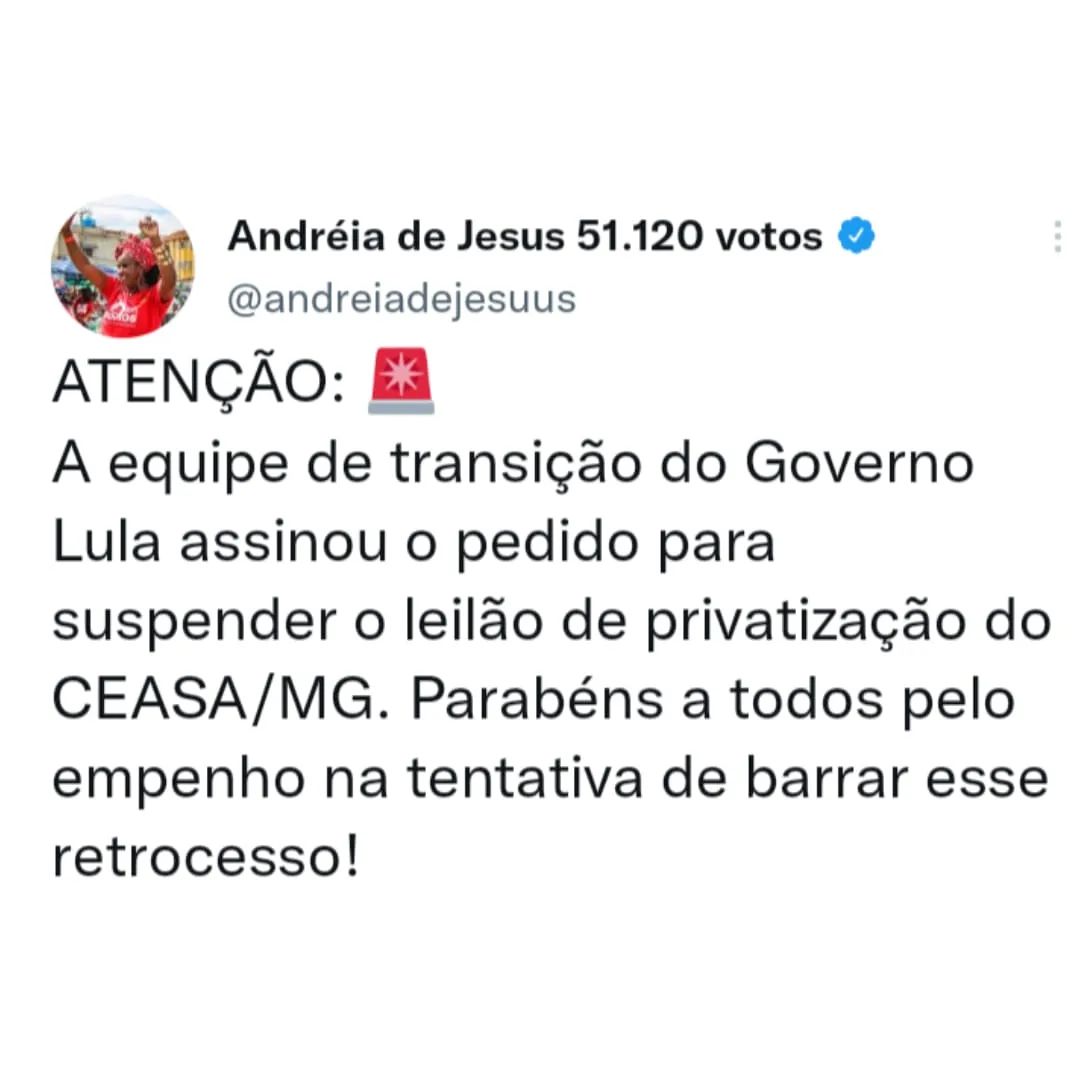 Andréia de Jesus 51.120 votos
@andreiadejesuus
ATENÇÃO: 🚨
A equipe de transição do Governo
Lula assinou o pedido para
suspender o leilão de privatização do
CEASA/MG. Parabéns a todos pelo
empenho na tentativa de barrar esse
retrocesso!